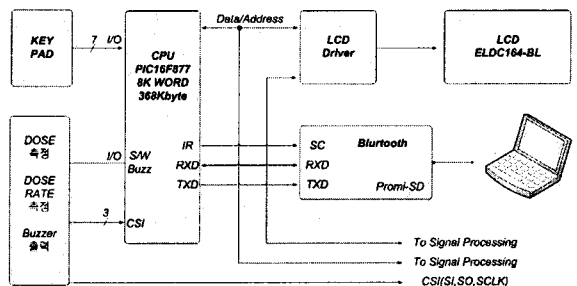 KEY
PAD
7 I/O
CPU
PIC16F877
8K WORD
368Kbyte
Data/Address
LCD
Driver
LCD
ELDC164-BL
DOSE
측정
DOSE
RATE
측정
Buzzer
출력
I/O
S/W
Buzz
3
CSI
IR
RXD
TXD
SC
RXD
TXD
Blurtooth
Promi-SD
To Signal Processing
To Signal Processing
CSI(SI,SO,SCLK)